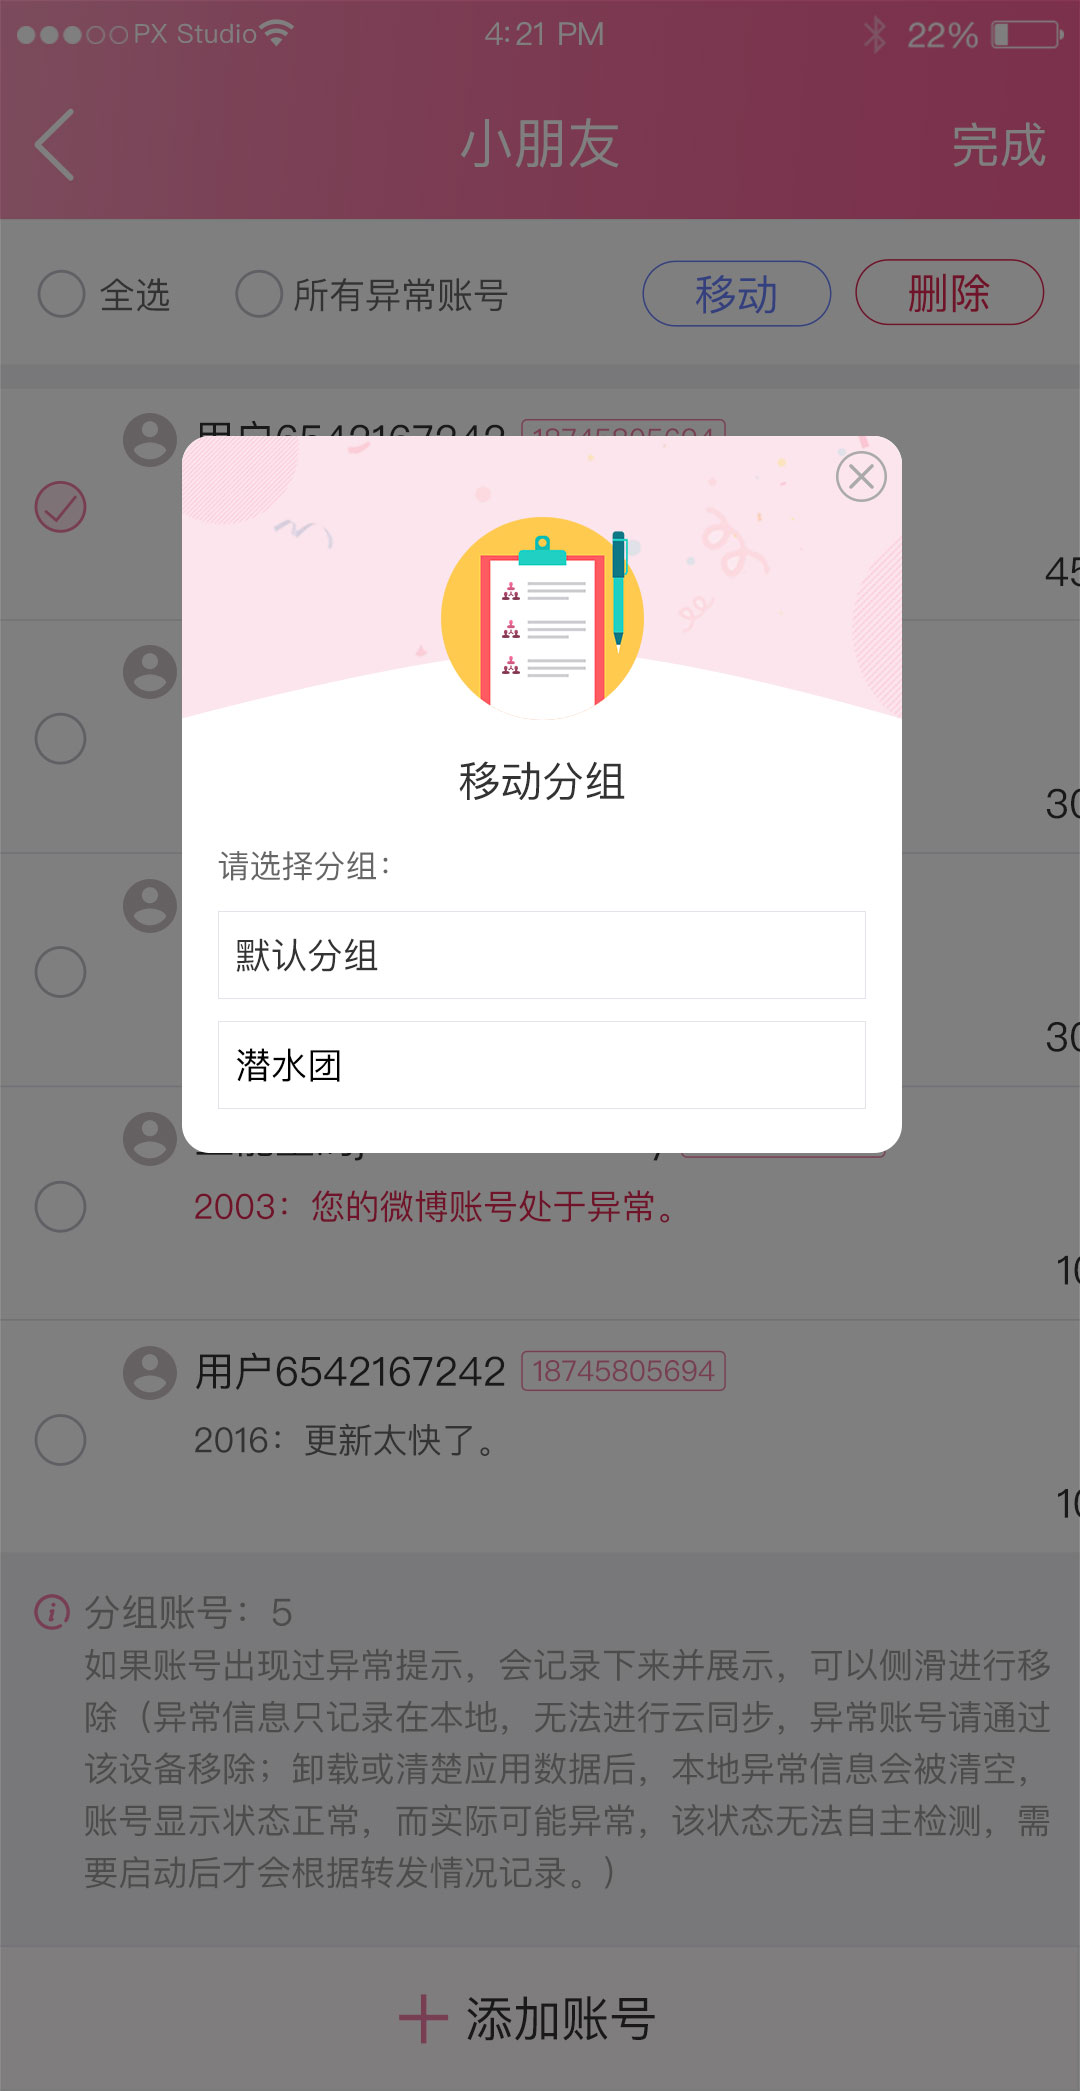 PX Studio 4:21 PM 22%
小朋友 完成
全选 所有异常账号 移动 删除
用户6542167242 18745805694
45
移动分组
请选择分组：
默认分组
潜水团
30
30
2003：您的微博账号处于异常。
10
用户6542167242 18745805694
2016：更新太快了。
10
分组账号：5
如果账号出现过异常提示，会记录下来并展示，可以侧滑进行移
除（异常信息只记录在本地，无法进行云同步，异常账号请通过
该设备移除；卸载或清楚应用数据后，本地异常信息会被清空，
账号显示状态正常，而实际可能异常，该状态无法自主检测，需
要启动后才会根据转发情况记录。）
添加账号